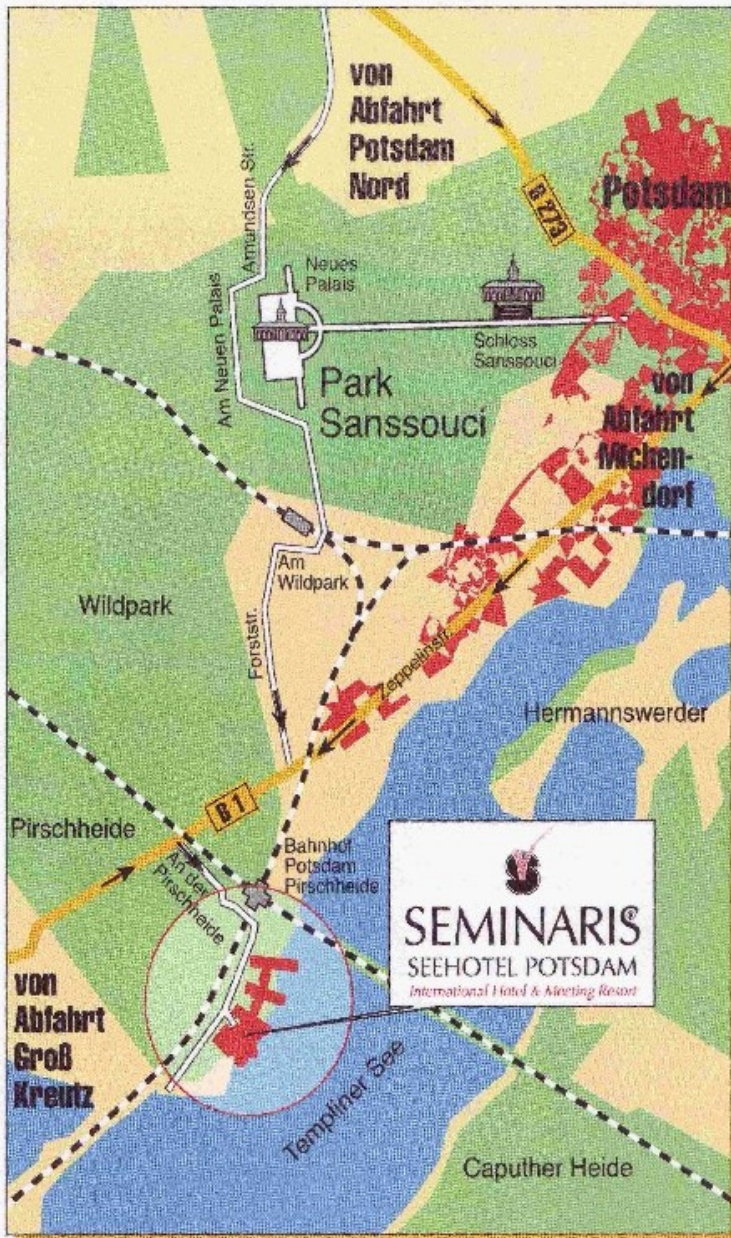 von
Abfahrt
Potsdam
Nord
Amundsen Str.
B 273
Potsdam
Neues
Palais
Am Neuen Palais
Schloss
Sanssouci
Park
Sanssouci
von
Abfahrt
Michen-
dorf
Am
Wildpark
Wildpark
Forststr.
Zeppelinstr.
Hermannswerder
B 1
Pirschheide
An der
Pirschheide
Bahnhof
Potsdam
Pirschheide
SEMINARIS®
SEEHOTEL POTSDAM
International Hotel & Meeting Resort
von
Abfahrt
Groß
Kreutz
Templiner See
Caputher Heide